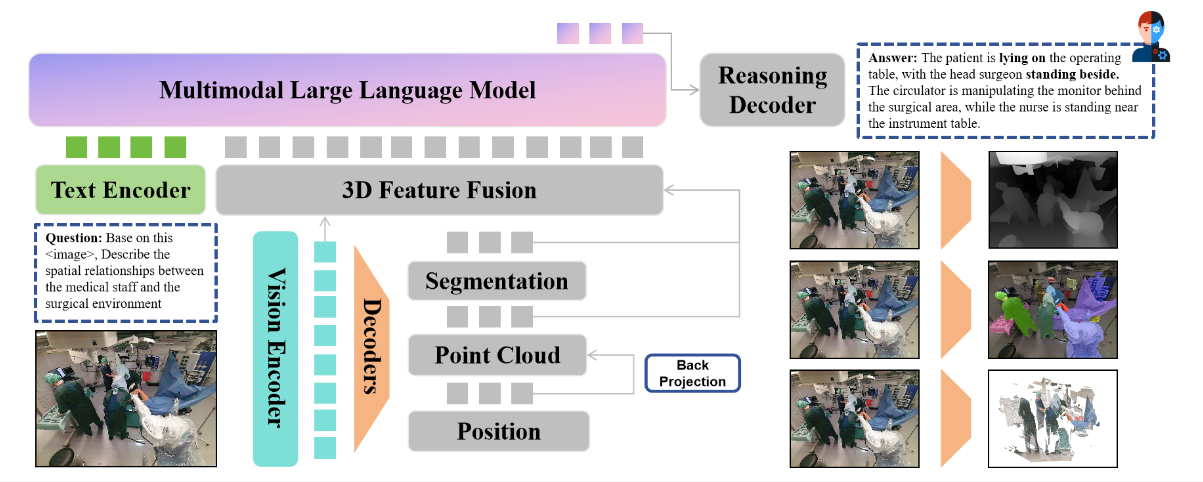 Multimodal Large Language Model
Reasoning
Decoder
Answer: The patient is lying on the operating
table, with the head surgeon standing beside.
The circulator is manipulating the monitor behind
the surgical area, while the nurse is standing near
the instrument table.
Text Encoder
3D Feature Fusion
Question: Base on this
<image>, Describe the
spatial relationships between
the medical staff and the
surgical environment
Vision Encoder
Decoders
Segmentation
Point Cloud
Back
Projection
Position